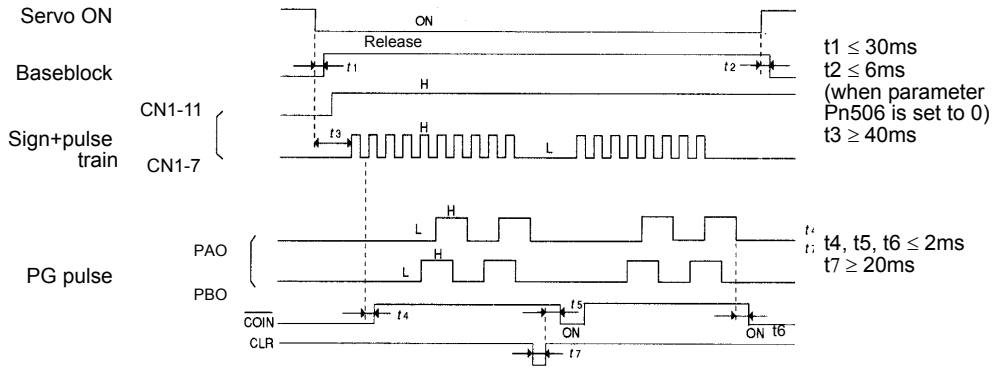 Servo ON
ON
Release
t1
t2
Baseblock
H
CN1-11
t3
H
Sign+pulse
train
L
CN1-7
t1 ≤ 30ms
t2 ≤ 6ms
(when parameter
Pn506 is set to 0)
t3 ≥ 40ms
H
L
PAO
H
PG pulse
L
PBO
t4, t5, t6 ≤ 2ms
t7 ≥ 20ms
COIN
t4
t5
ON
ON t6
CLR
t7